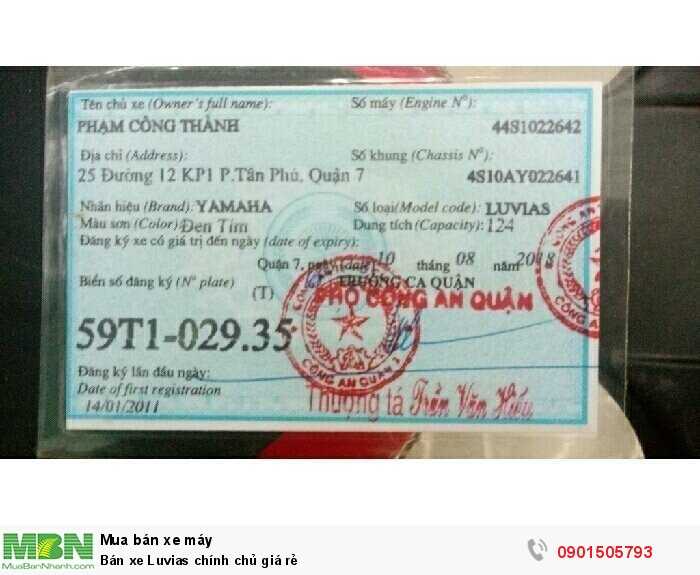 Tên chủ xe (Owner's full name): Số máy (Engine N°):
PHẠM CÔNG THÀNH 44S1022642
Địa chỉ (Address): Số khung (Chassis N°):
25 Đường 12 KP1 P.Tân Phú, Quận 7 4S10AY022641
Nhãn hiệu (Brand): YAMAHA Số loại(Model code): LUVIAS
Màu sơn (Color): Đen Tím Dung tích (Capacity): 124
Đăng ký xe có giá trị đến ngày (date of expiry):
Quận 7, ngày (date) 10 tháng 08 năm 2018
Biển số đăng ký (N° plate) TRƯỞNG CA QUẬN
(T) PHÓ CÔNG AN QUẬN
59T1-029.35
CÔNG AN QUẬN 7
Đăng ký lần đầu ngày:
Date of first registration
14/01/2011
Thượng tá Trần Văn Hiếu
MBN
MuaBanNhanh.com
Mua bán xe máy
Bán xe Luvias chính chủ giá rẻ
0901505793